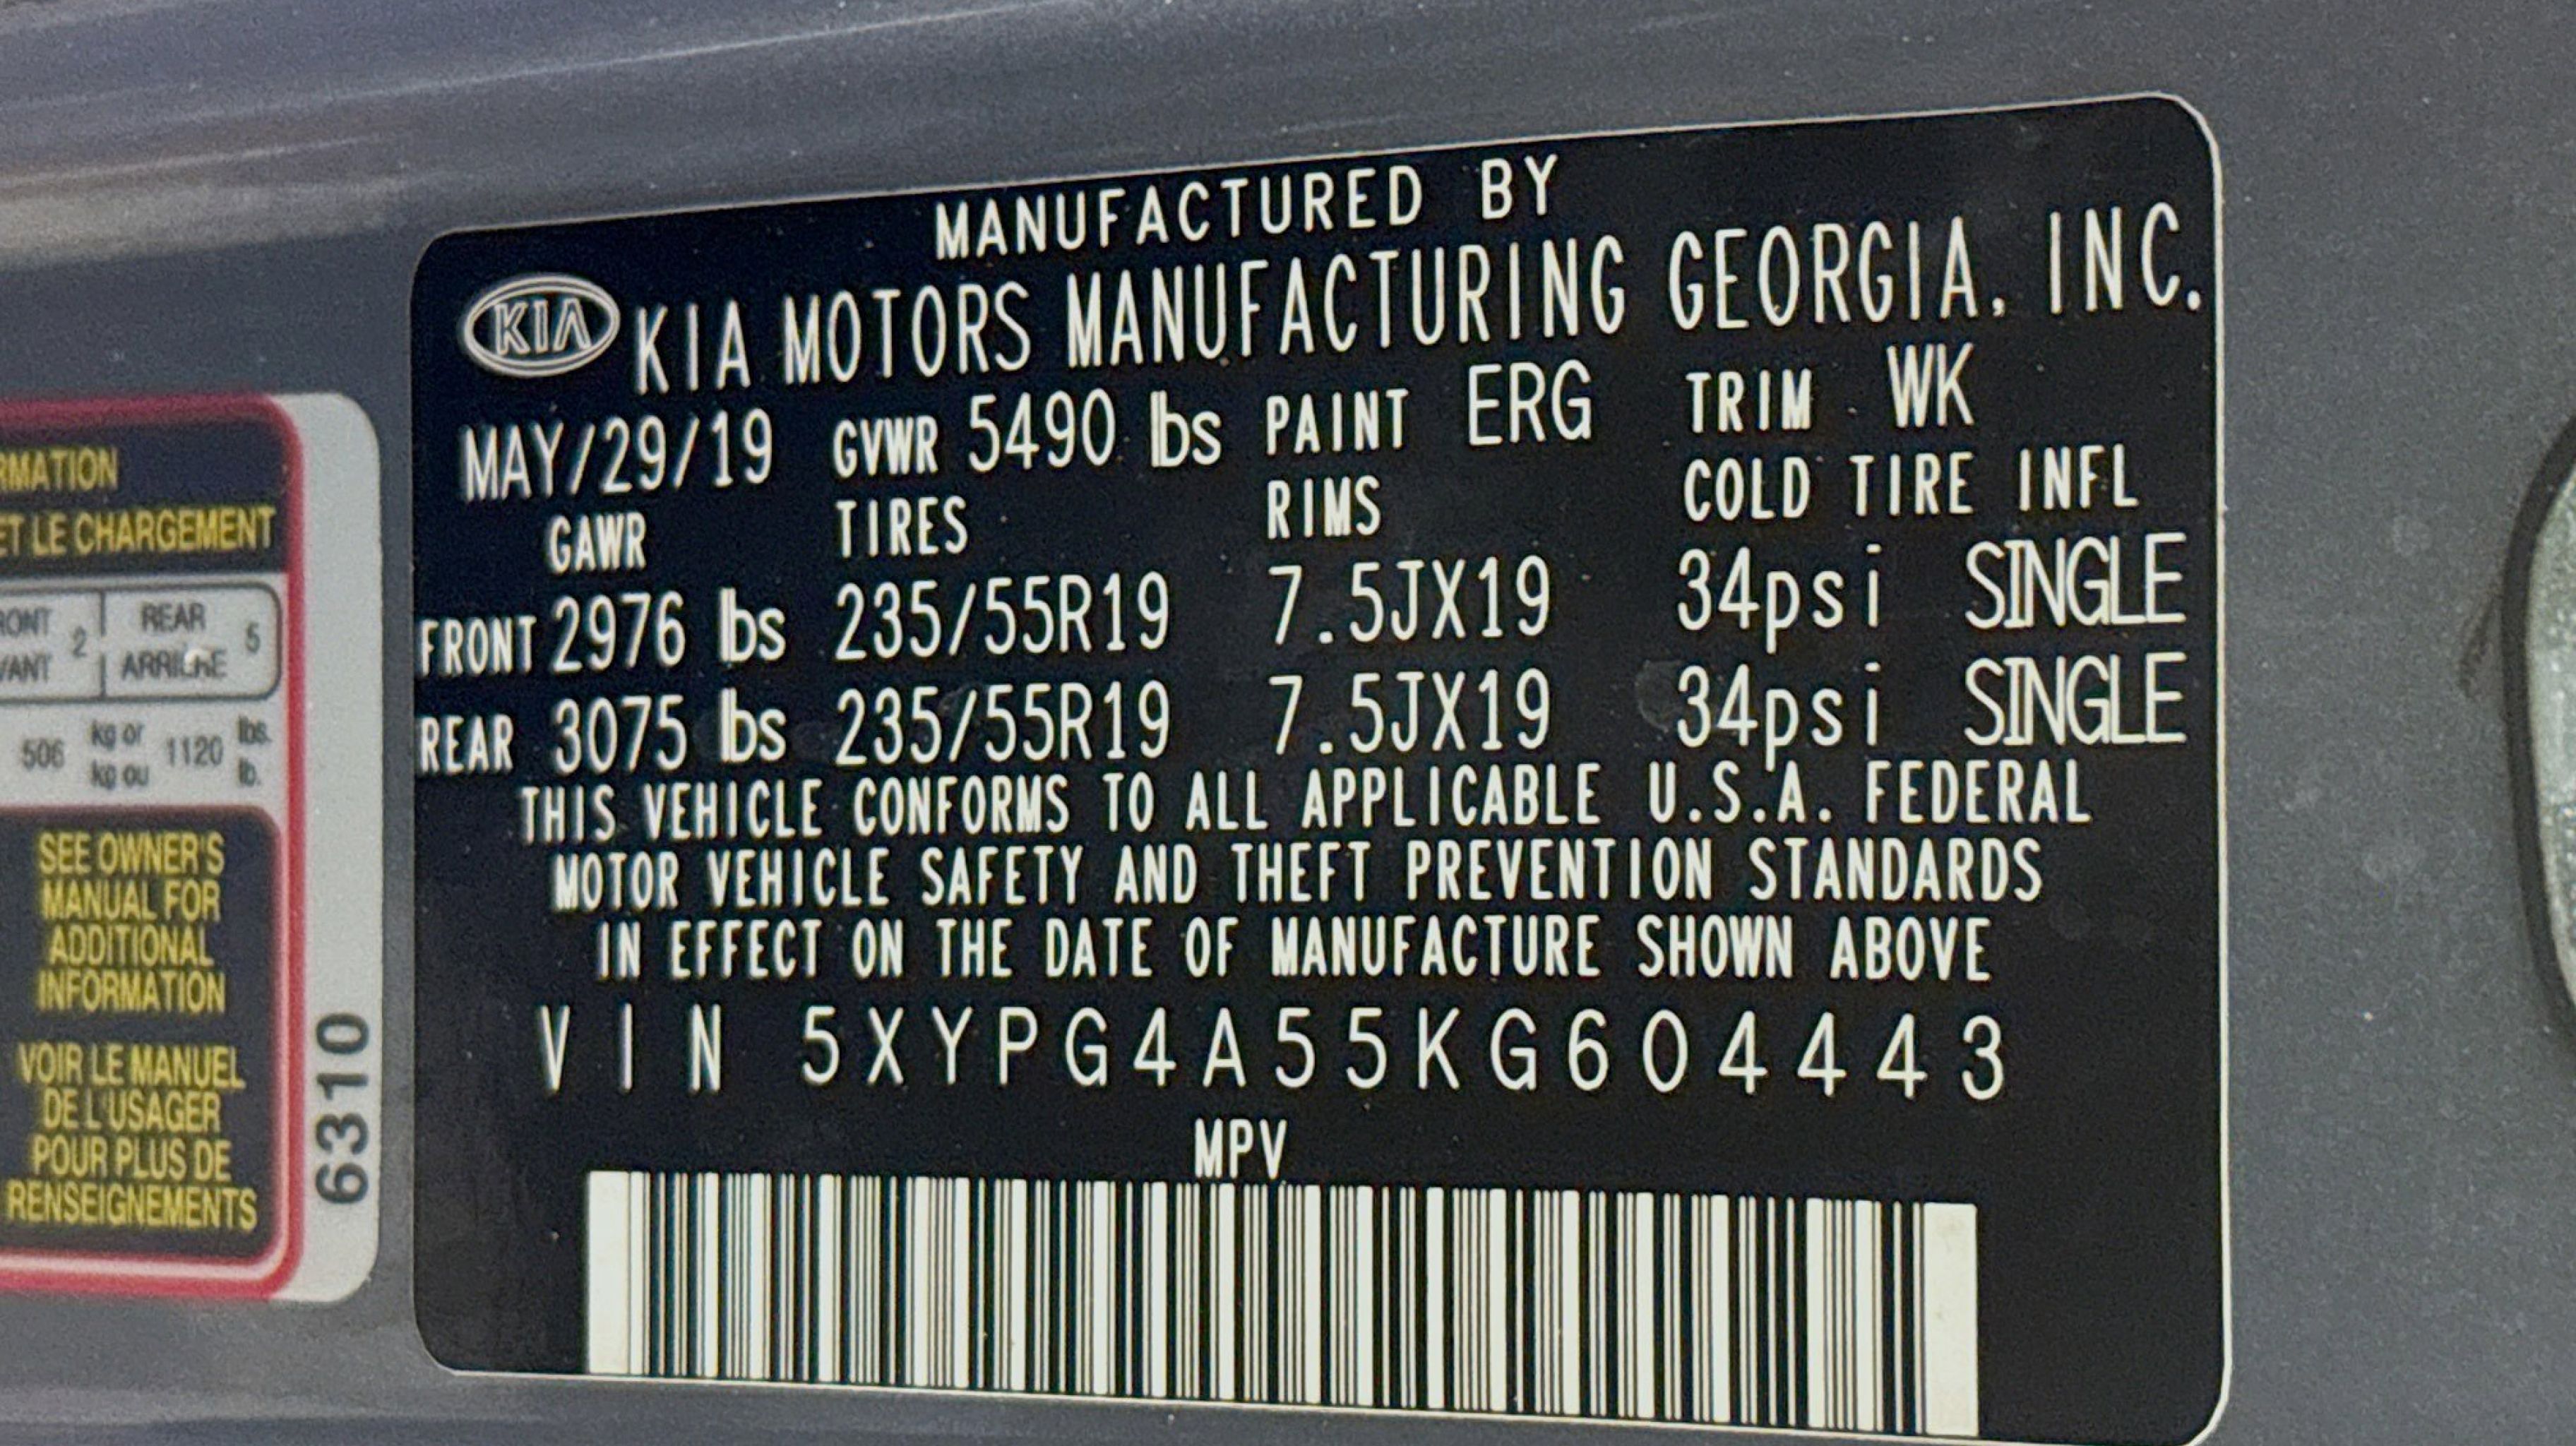 RMATION
ET LE CHARGEMENT
REAR 5
ARRIÈRE
2
506 kg or 1120 lbs.
kg ou lb.
SEE OWNER'S
MANUAL FOR
ADDITIONAL
INFORMATION
VOIR LE MANUEL
DE L'USAGER
POUR PLUS DE
RENSEIGNEMENTS
6310
MANUFACTURED BY
KIA KIA MOTORS MANUFACTURING GEORGIA, INC.
MAY/29/19 GVWR 5490 lbs PAINT ERG TRIM WK
GAWR TIRES RIMS COLD TIRE INFL
FRONT 2976 lbs 235/55R19 7.5JX19 34psi SINGLE
REAR 3075 lbs 235/55R19 7.5JX19 34psi SINGLE
THIS VEHICLE CONFORMS TO ALL APPLICABLE U.S.A. FEDERAL
MOTOR VEHICLE SAFETY AND THEFT PREVENTION STANDARDS
IN EFFECT ON THE DATE OF MANUFACTURE SHOWN ABOVE
VIN 5XYPG4A55KG604443
MPV